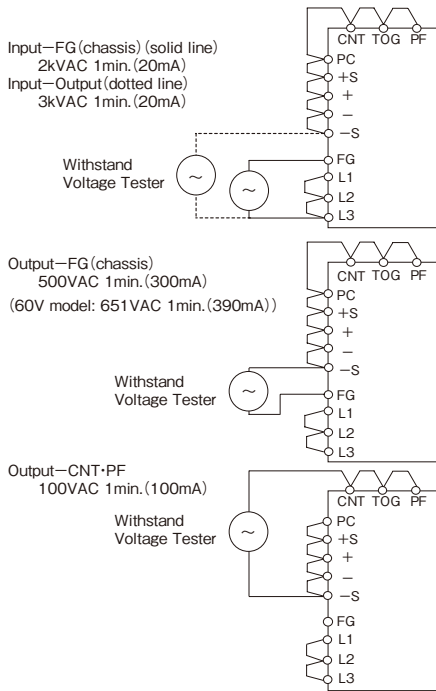 Input−FG(chassis)(solid line)
2kVAC 1min.(20mA)
Input−Output(dotted line)
3kVAC 1min.(20mA)
Withstand
Voltage Tester
~
~
CNT TOG PF
PC
+S
+
−
−S
FG
L1
L2
L3
Output−FG(chassis)
500VAC 1min.(300mA)
(60V model: 651VAC 1min.(390mA))
Withstand
Voltage Tester
~
CNT TOG PF
PC
+S
+
−
−S
FG
L1
L2
L3
Output−CNT・PF
100VAC 1min.(100mA)
Withstand
Voltage Tester
~
CNT TOG PF
PC
+S
+
−
−S
FG
L1
L2
L3